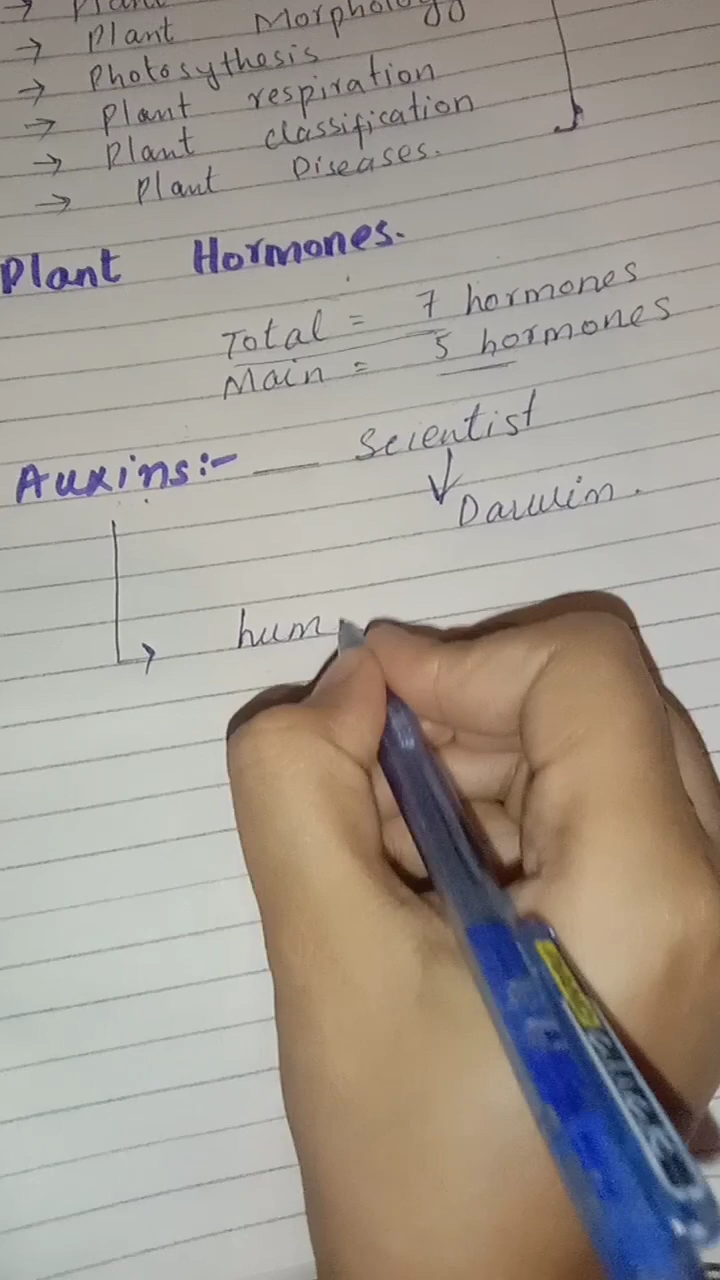 → Plant
→ Plant Morphology
→ Photosythesis
→ Plant respiration
→ Plant classification
→ Plant Diseases.
Plant Hormones.
Total = 7 hormones
Main = 5 hormones
Auxins:- — Scientist
↓
Darwin.
→ hum